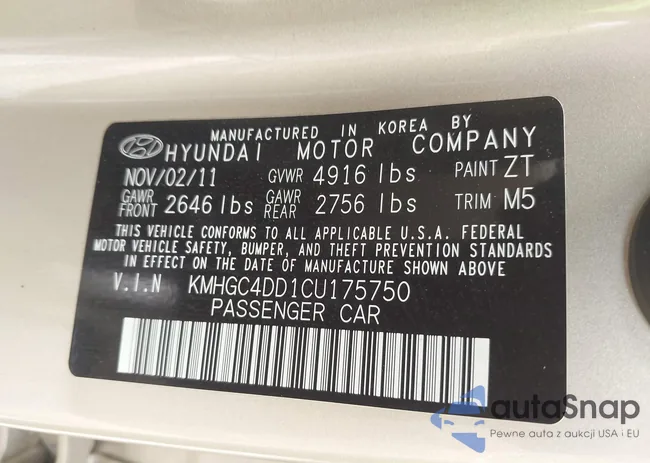 MANUFACTURED IN KOREA BY
HYUNDAI MOTOR COMPANY
NOV/02/11 GVWR 4916 lbs PAINT ZT
GAWR FRONT 2646 lbs GAWR REAR 2756 lbs TRIM M5
THIS VEHICLE CONFORMS TO ALL APPLICABLE U.S.A. FEDERAL
MOTOR VEHICLE SAFETY, BUMPER, AND THEFT PREVENTION STANDARDS
IN EFFECT ON THE DATE OF MANUFACTURE SHOWN ABOVE
V.I.N KMHGC4DD1CU175750
PASSENGER CAR
autaSnap
Pewne auta z aukcji USA i EU